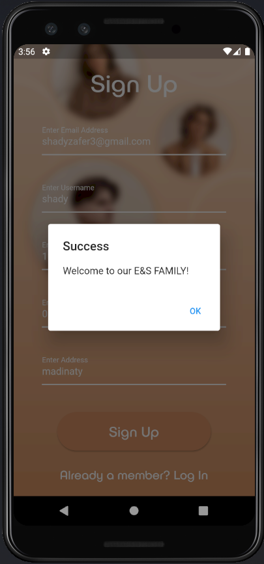 3:56
Sign Up
Enter Email Address
shadyzafer3@gmail.com
Enter Username
shady
Success
Welcome to our E&S FAMILY!
OK
Enter Address
madinaty
Sign Up
Already a member? Log In